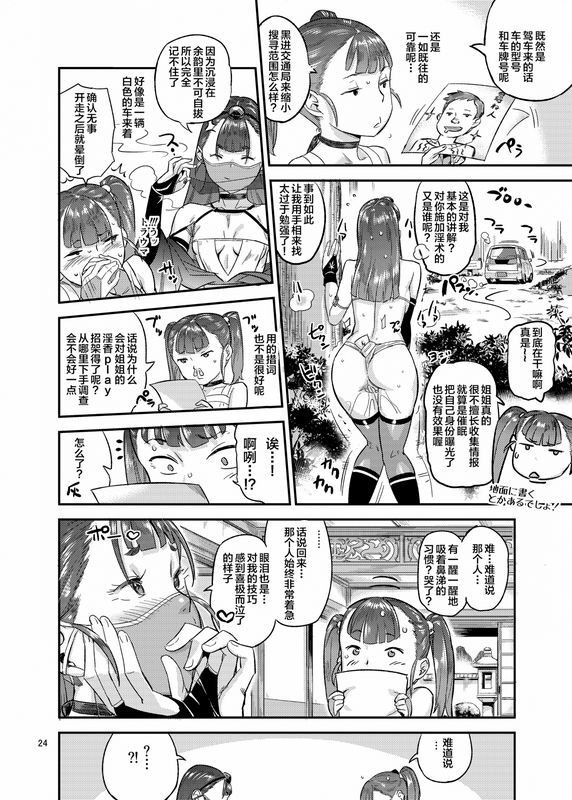 既然是
驾车来的话
车的型号
和车牌号呢
还是
一如既往的
可靠呢…
黑进交通局来缩小
搜寻范围怎么样?
因为沉浸在
余韵里不可自拔
所以完全
记不住了
好像是一辆
白色的车来着
确认无事
开走之后就晕倒
トラウマ
这是对我
基本的讲解?
对你施加淫术的
又是谁呢?
事到如此
让我用手相来找
太过于勉强了!
到底在干嘛啊
真是~!
姐姐真的
很不擅长收集情报
就算是催眠
把自己身份曝光了
也没有效果喔
地面に書く
とかあるでしょ!
用的措词
也不是很好呢
话说为什么
会对姐姐的
淫香play
招架得了呢?
从哪里下手调查
会不会好一点
诶…!
啊咧…!?
怎么了?
难…难道说
那个人…
有一醒一醒地
吸着鼻涕的
习惯?哭了?
话说回来…
那个人始终非常着急
眼泪也是…
对我的技巧
感到喜极而泣了
的样子
ポー
难道说
…
?…
?!
24